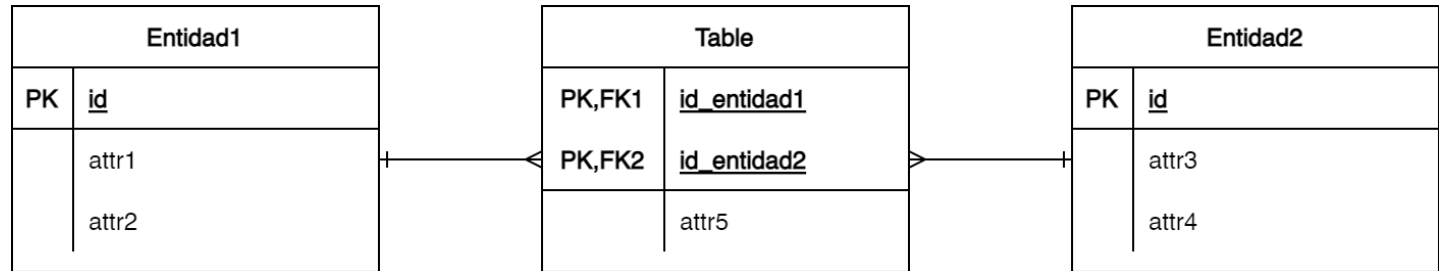 Entidad1
PK id
attr1
attr2
Table
PK,FK1 id_entidad1
PK,FK2 id_entidad2
attr5
Entidad2
PK id
attr3
attr4